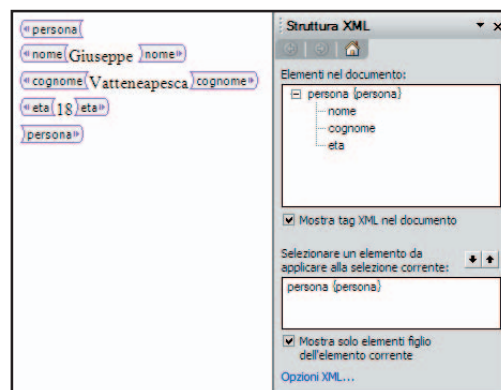 persona
nome Giuseppe nome
cognome Vatteneapesca cognome
eta 18 eta
persona
Struttura XML
Elementi nel documento:
persona {persona}
nome
cognome
eta
Mostra tag XML nel documento
Selezionare un elemento da
applicare alla selezione corrente:
persona {persona}
Mostra solo elementi figlio
dell'elemento corrente
Opzioni XML...